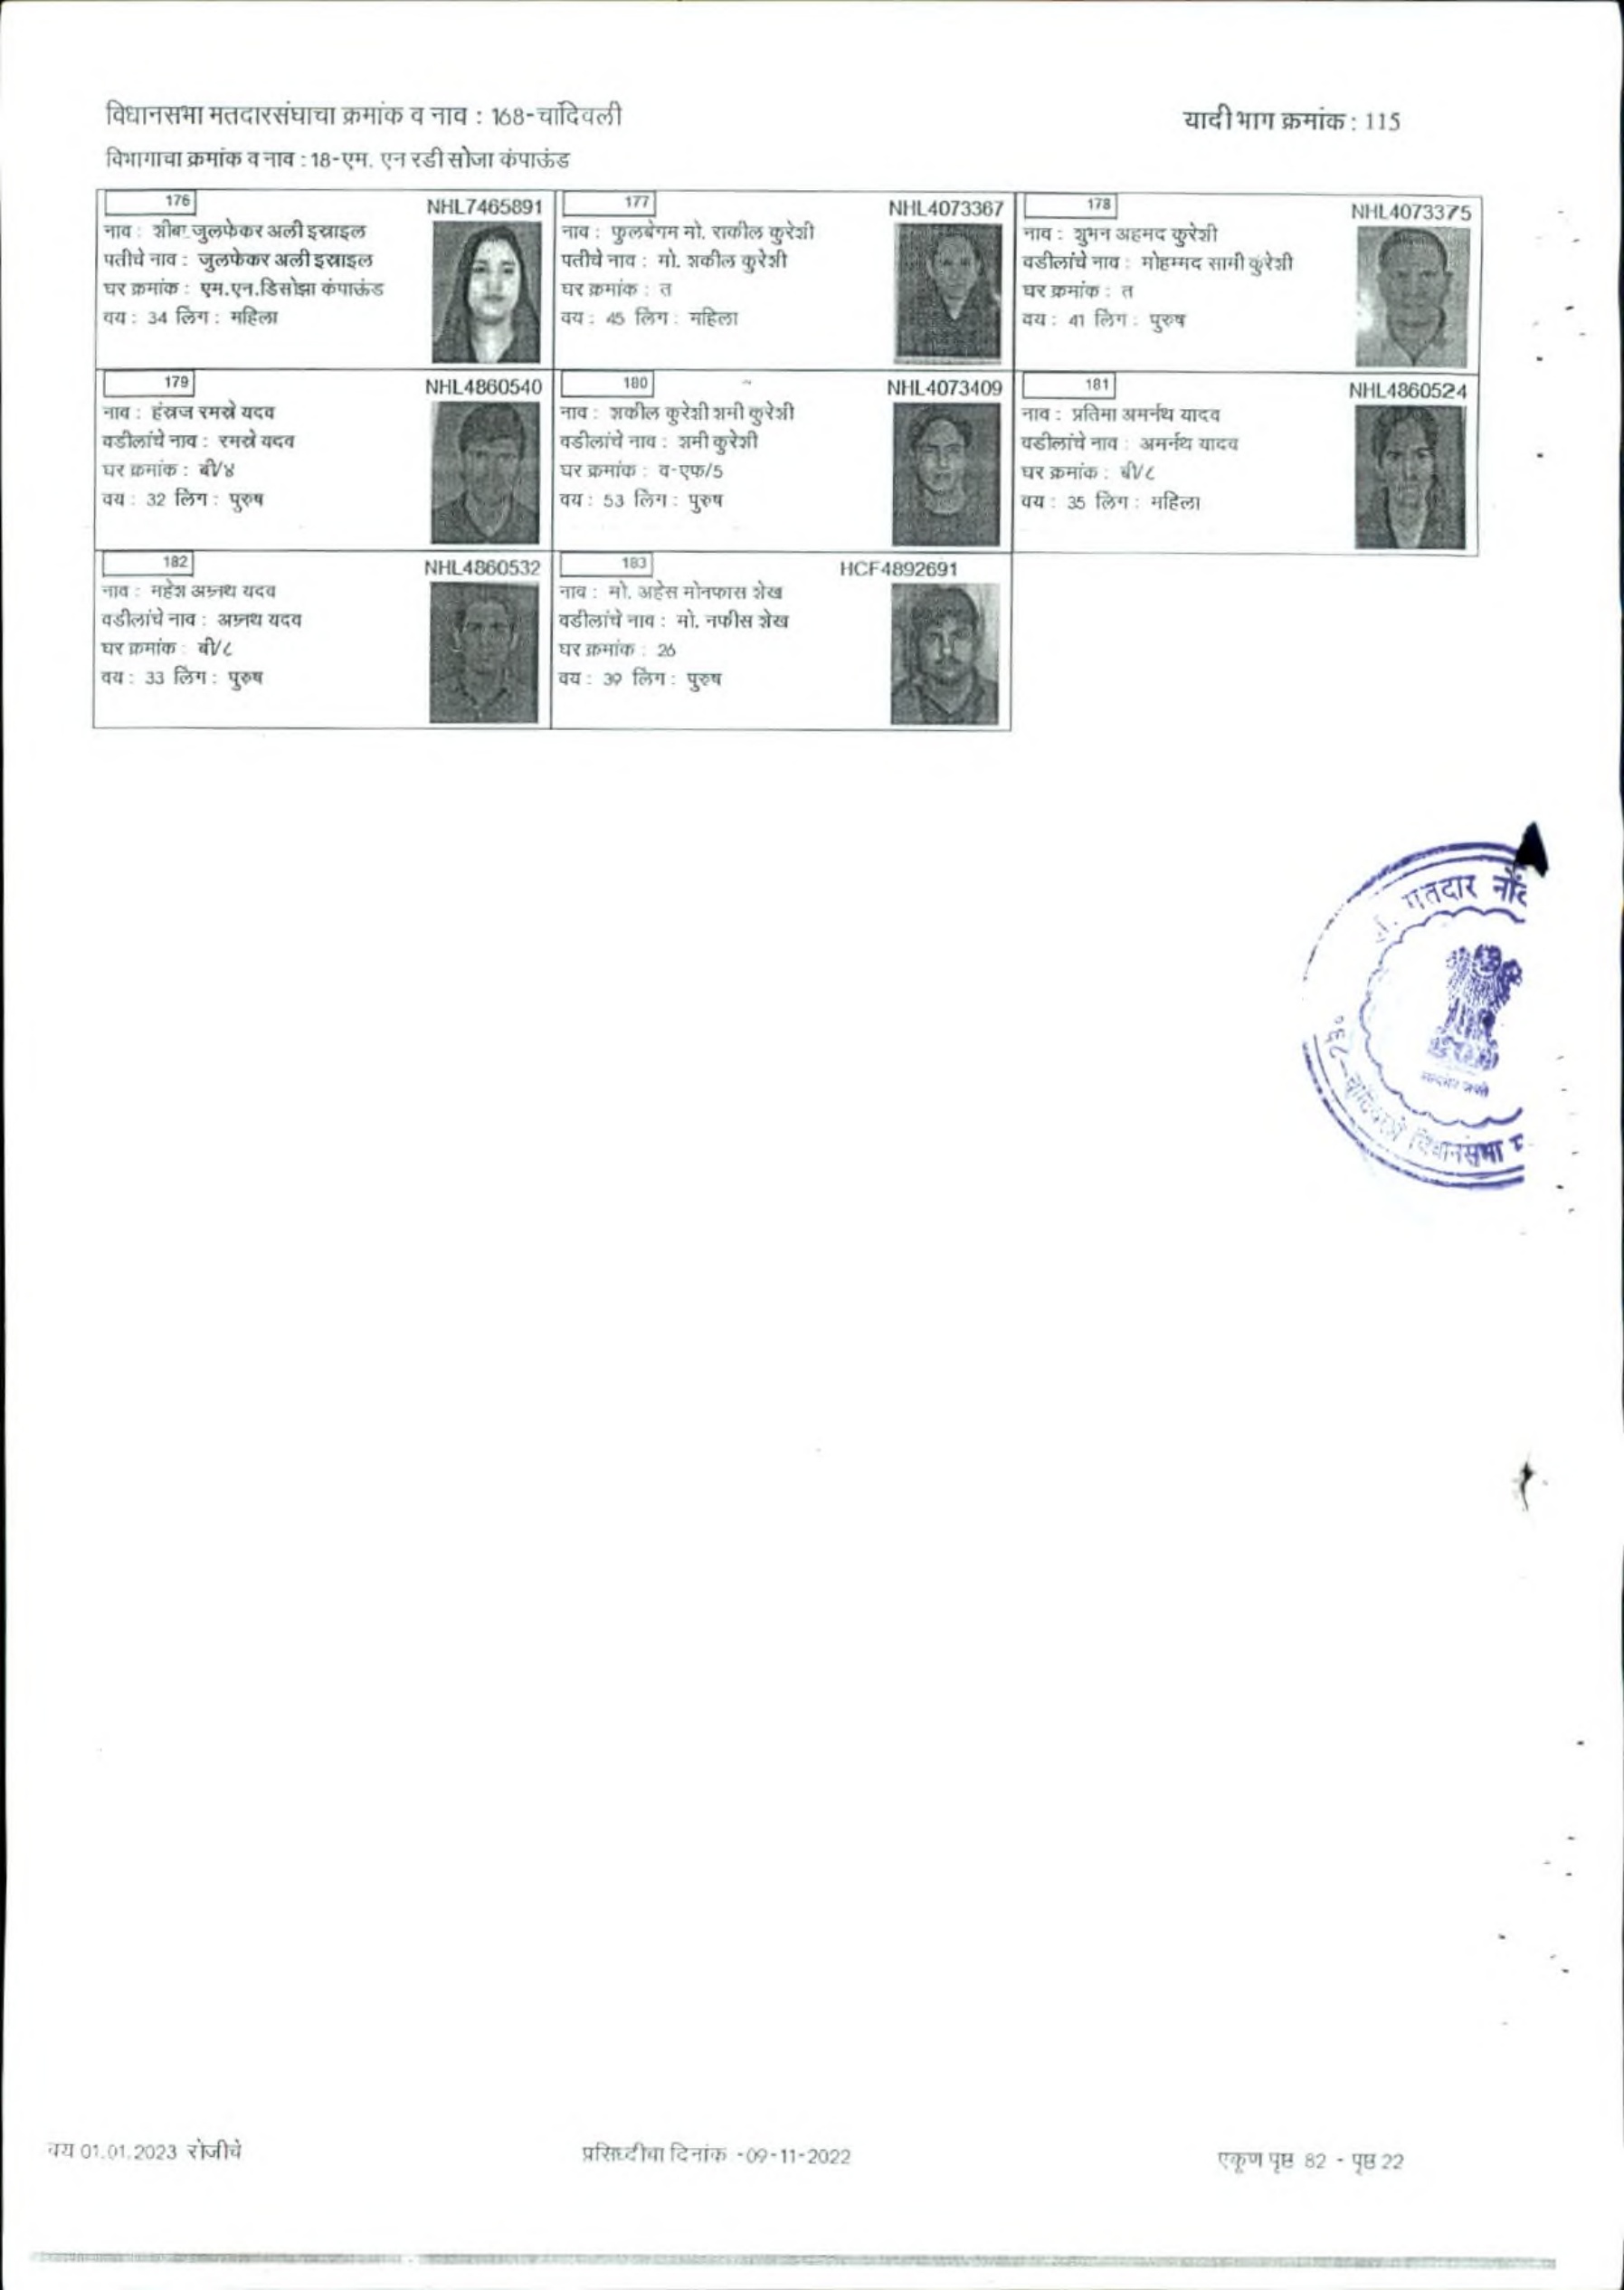 विधानसभा मतदारसंघाचा क्रमांक व नाव : 168-चांदिवली
यादी भाग क्रमांक : 115
विभागाचा क्रमांक व नाव : 18-एम. एन रडी सोजा कंपाऊंड
176
NHL7465891
नाव : शीबा जुलफेकर अली इस्राइल
पतीचे नाव : जुलफेकर अली इस्राइल
घर क्रमांक : एम.एन.डिसोझा कंपाऊंड
वय : 34 लिंग : महिला
177
NHL4073367
नाव : फुलबेगम मो. राकील कुरेशी
पतीचे नाव : मो. शकील कुरेशी
घर क्रमांक : त
वय : 45 लिंग : महिला
178
NHL4073375
नाव : शुभन अहमद कुरेशी
वडीलांचे नाव : मोहम्मद सामी कुरेशी
घर क्रमांक : त
वय : 41 लिंग : पुरुष
179
NHL4860540
नाव : हंस्रज रमस्रे यदव
वडीलांचे नाव : रमस्रे यदव
घर क्रमांक : बी/४
वय : 32 लिंग : पुरुष
180
NHL4073409
नाव : शकील कुरेशी शमी कुरेशी
वडीलांचे नाव : शमी कुरेशी
घर क्रमांक : व-एफ/5
वय : 53 लिंग : पुरुष
181
NHL4860524
नाव : प्रतिमा अमर्नथ यादव
वडीलांचे नाव : अमर्नथ यादव
घर क्रमांक : बी/८
वय : 35 लिंग : महिला
182
NHL4860532
नाव : महेश अम्र्नथ यदव
वडीलांचे नाव : अम्र्नथ यदव
घर क्रमांक : बी/८
वय : 33 लिंग : पुरुष
183
HCF4892691
नाव : मो. अहेस मोनफास शेख
वडीलांचे नाव : मो. नफीस शेख
घर क्रमांक : 26
वय : 39 लिंग : पुरुष
मतदार नों
चांदिवली विधानसभा
वय 01.01.2023 रोजीचे
प्रसिध्दीचा दिनांक -09-11-2022
एकूण पृष्ठ 82 - पृष्ठ 22